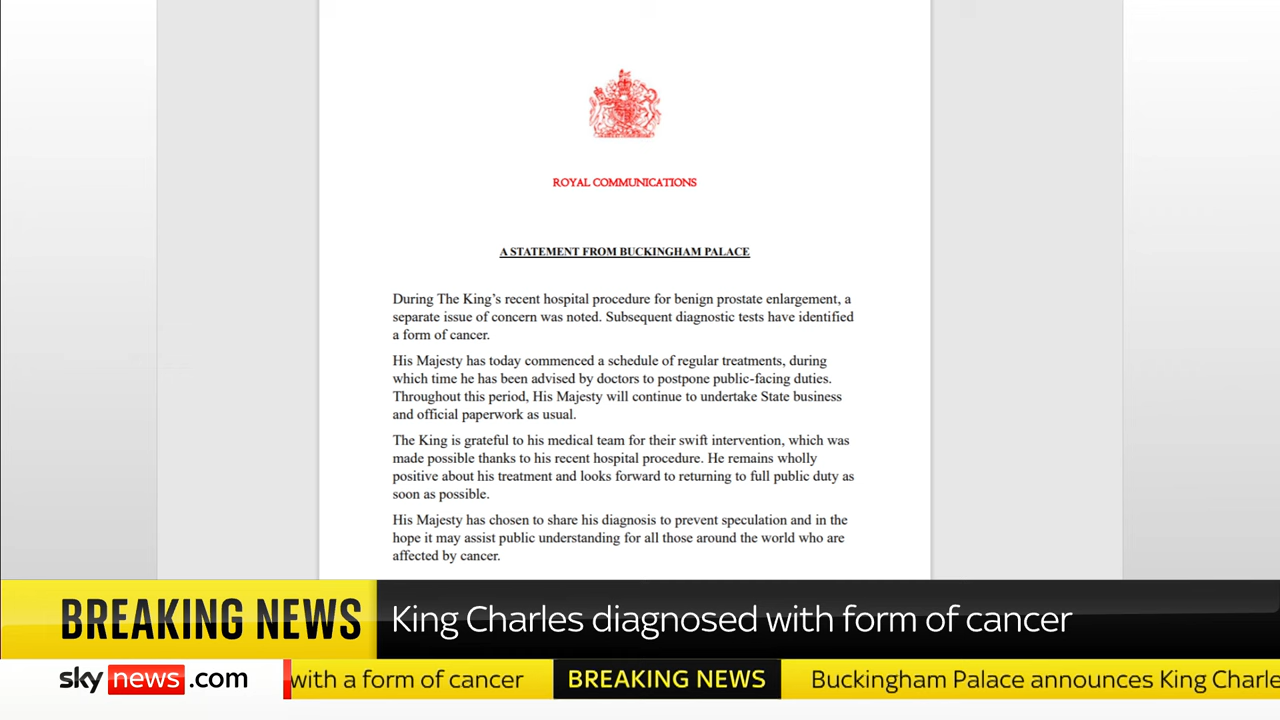 ROYAL COMMUNICATIONS
A STATEMENT FROM BUCKINGHAM PALACE
During The King's recent hospital procedure for benign prostate enlargement, a
separate issue of concern was noted. Subsequent diagnostic tests have identified
a form of cancer.
His Majesty has today commenced a schedule of regular treatments, during
which time he has been advised by doctors to postpone public-facing duties.
Throughout this period, His Majesty will continue to undertake State business
and official paperwork as usual.
The King is grateful to his medical team for their swift intervention, which was
made possible thanks to his recent hospital procedure. He remains wholly
positive about his treatment and looks forward to returning to full public duty as
soon as possible.
His Majesty has chosen to share his diagnosis to prevent speculation and in the
hope it may assist public understanding for all those around the world who are
affected by cancer.
BREAKING NEWS King Charles diagnosed with form of cancer
sky news .com with a form of cancer BREAKING NEWS Buckingham Palace announces King Charle